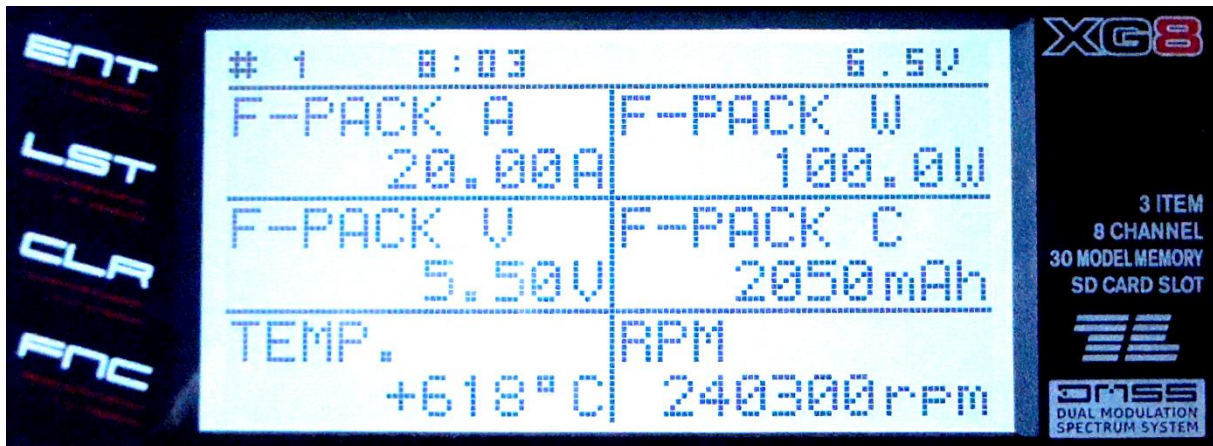 ENT
LST
CLR
FNC
# 1 8:03 6.5V
F-PACK A
20.00A
F-PACK W
100.0W
F-PACK V
5.50V
F-PACK C
2050mAh
TEMP.
+618°C
RPM
240300rpm
XG8
3 ITEM
8 CHANNEL
30 MODEL MEMORY
SD CARD SLOT
DMSS
DUAL MODULATION
SPECTRUM SYSTEM